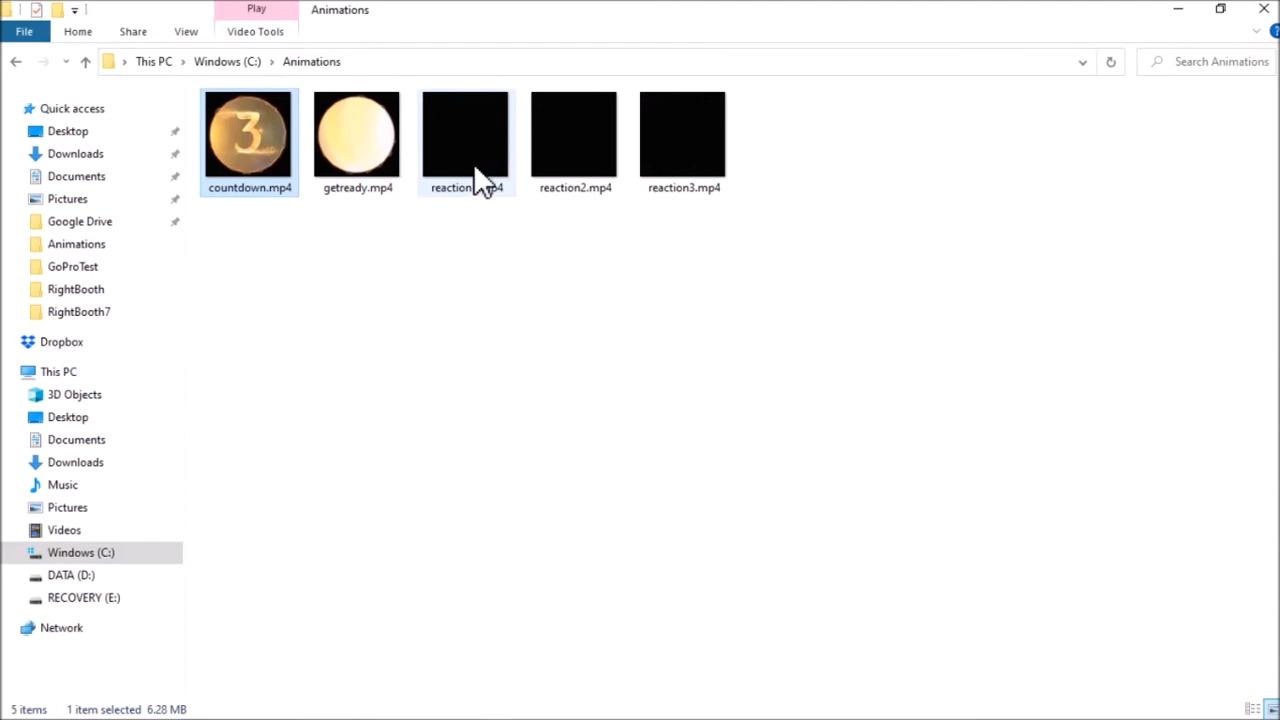 Play
Animations
File
Home
Share
View
Video Tools
This PC
Windows (C:)
Animations
Search Animations
3
countdown.mp4
getready.mp4
reaction2.mp4
reaction3.mp4
Quick access
Desktop
Downloads
Documents
Pictures
Google Drive
Animations
GoProTest
RightBooth
RightBooth7
Dropbox
This PC
3D Objects
Desktop
Documents
Downloads
Music
Pictures
Videos
Windows (C:)
DATA (D:)
RECOVERY (E:)
Network
5 items
1 item selected 6.28 MB